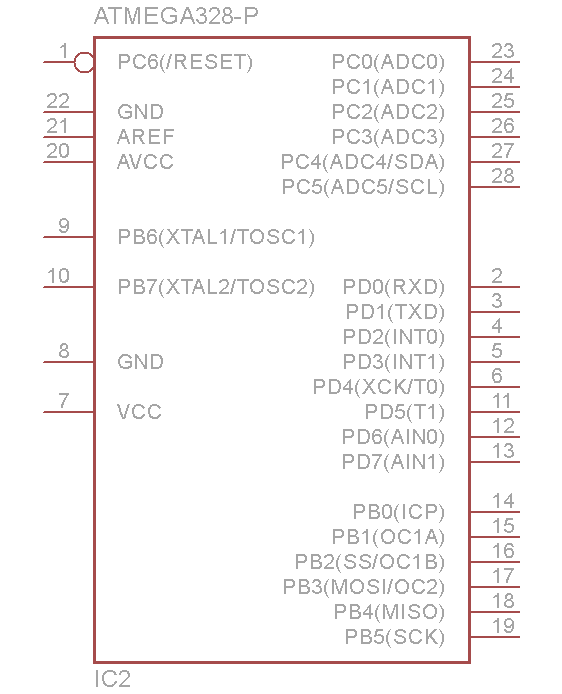 ATMEGA328-P
1 PC6(/RESET) PC0(ADC0) 23
PC1(ADC1) 24
22 GND PC2(ADC2) 25
21 AREF PC3(ADC3) 26
20 AVCC PC4(ADC4/SDA) 27
PC5(ADC5/SCL) 28
9 PB6(XTAL1/TOSC1)
10 PB7(XTAL2/TOSC2) PD0(RXD) 2
PD1(TXD) 3
PD2(INT0) 4
8 GND PD3(INT1) 5
PD4(XCK/T0) 6
7 VCC PD5(T1) 11
PD6(AIN0) 12
PD7(AIN1) 13
PB0(ICP) 14
PB1(OC1A) 15
PB2(SS/OC1B) 16
PB3(MOSI/OC2) 17
PB4(MISO) 18
PB5(SCK) 19
IC2